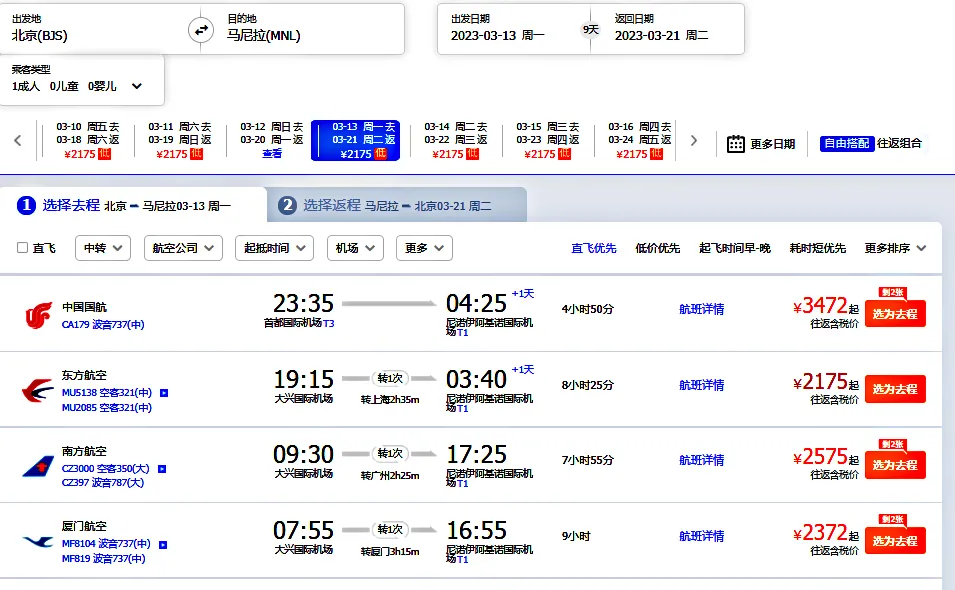 出发地
目的地
北京(BJS)
马尼拉(MNL)
出发日期
返回日期
2023-03-13 周一
9天
2023-03-21 周二
乘客类型
1成人 0儿童 0婴儿
03-10 周五去
03-18 周六返
¥2175 低
03-11 周六去
03-19 周日返
¥2175 低
03-12 周日去
03-20 周一返
查看
03-13 周一去
03-21 周二返
¥2175 低
03-14 周二去
03-22 周三返
¥2175 低
03-15 周三去
03-23 周四返
¥2175 低
03-16 周四去
03-24 周五返
¥2175 低
更多日期
自由搭配 往返组合
1 选择去程 北京 马尼拉03-13 周一
2 选择返程 马尼拉 北京03-21 周二
直飞 中转 航空公司 起抵时间 机场 更多
直飞优先 低价优先 起飞时间早-晚 耗时短优先 更多排序
中国国航
CA179 波音737(中)
23:35
首都国际机场T3
04:25 +1天
尼诺伊阿基诺国际机
场T1
4小时50分
航班详情
¥3472起
往返含税价
剩2张
选为去程
东方航空
MU5138 空客321(中)
MU2085 空客321(中)
19:15
大兴国际机场
转1次
转上海2h35m
03:40 +1天
尼诺伊阿基诺国际机
场T1
8小时25分
航班详情
¥2175起
往返含税价
选为去程
南方航空
CZ3000 空客350(大)
CZ397 波音787(大)
09:30
大兴国际机场
转1次
转广州2h25m
17:25
尼诺伊阿基诺国际机
场T1
7小时55分
航班详情
¥2575起
往返含税价
剩2张
选为去程
厦门航空
MF8104 波音737(中)
MF819 波音737(中)
07:55
大兴国际机场
转1次
转厦门3h15m
16:55
尼诺伊阿基诺国际机
场T1
9小时
航班详情
¥2372起
往返含税价
剩2张
选为去程